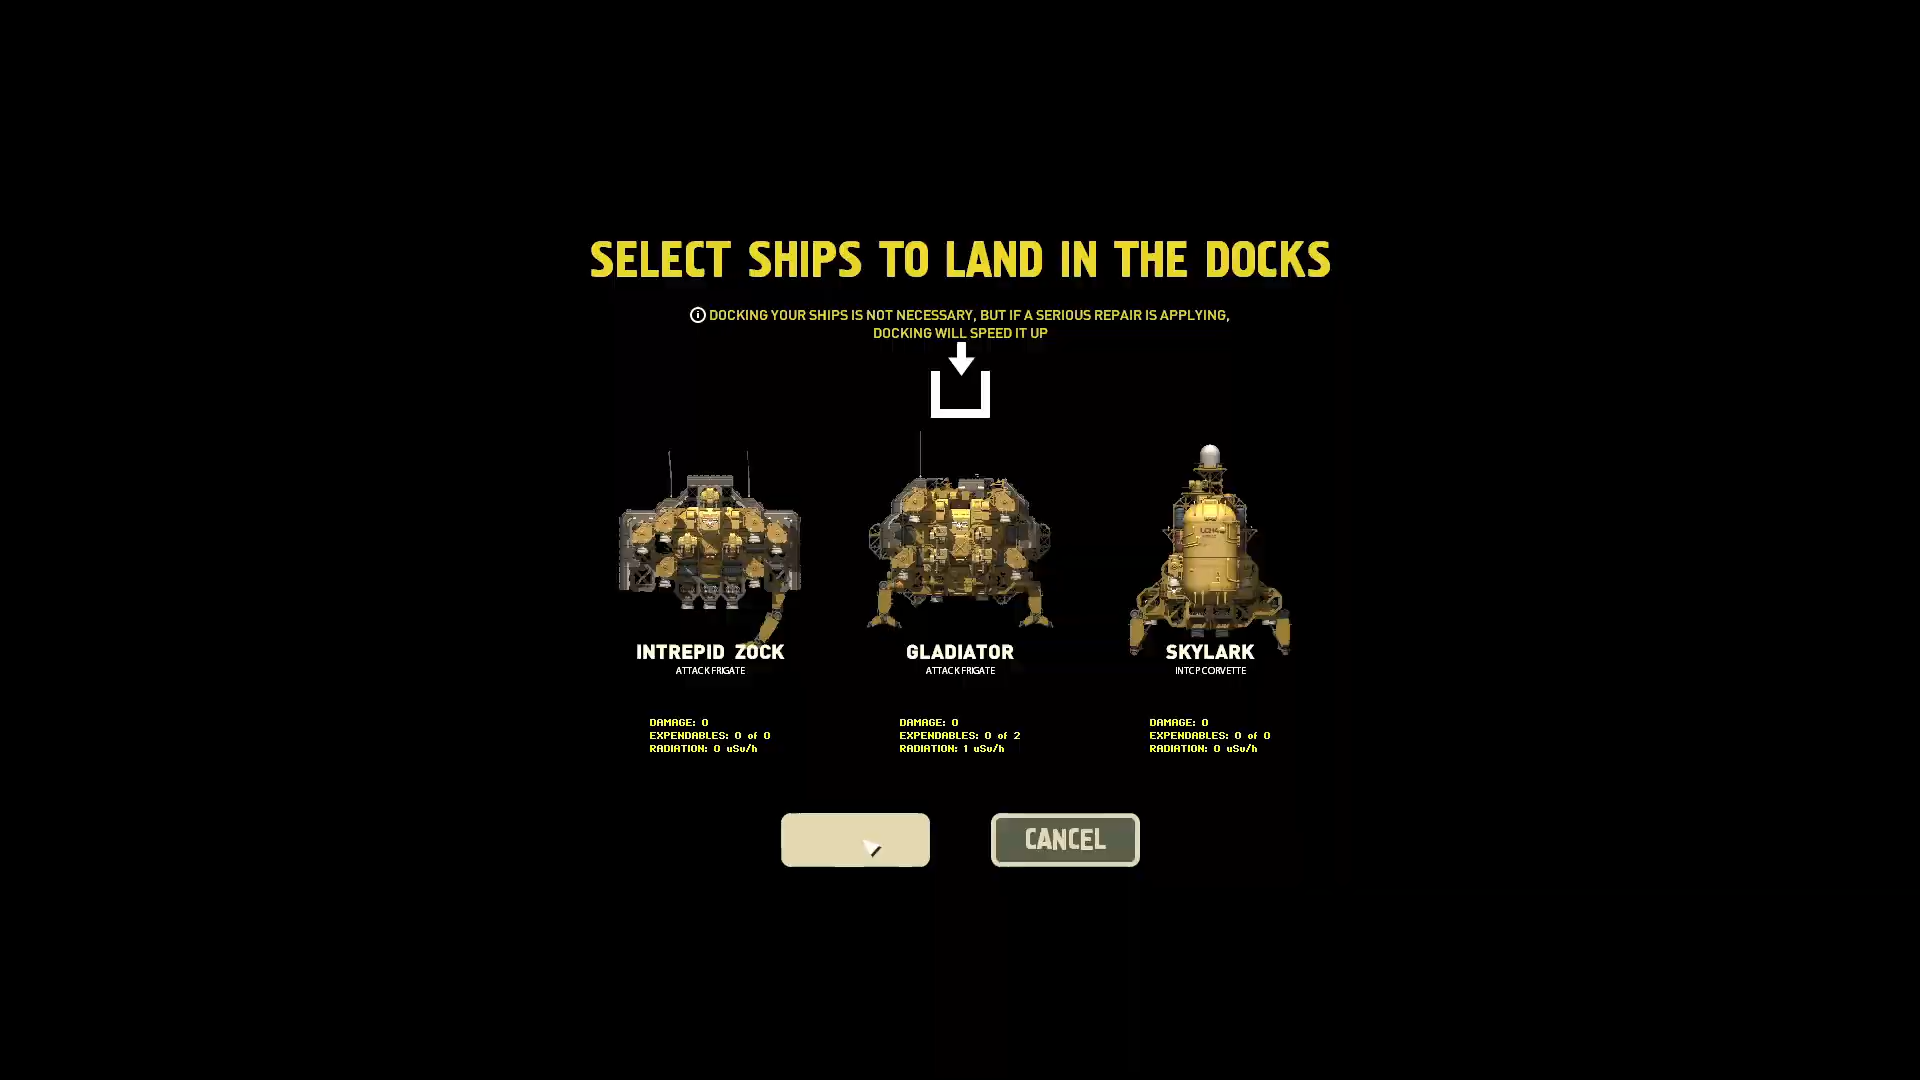 SELECT SHIPS TO LAND IN THE DOCKS
DOCKING YOUR SHIPS IS NOT NECESSARY, BUT IF A SERIOUS REPAIR IS APPLYING,
DOCKING WILL SPEED IT UP
INTREPID ZOCK
ATTACK FRIGATE
DAMAGE: 0
EXPENDABLES: 0 of 0
RADIATION: 0 uSv/h
GLADIATOR
ATTACK FRIGATE
DAMAGE: 0
EXPENDABLES: 0 of 2
RADIATION: 1 uSv/h
SKYLARK
INTCP CORVETTE
DAMAGE: 0
EXPENDABLES: 0 of 0
RADIATION: 0 uSv/h
CANCEL